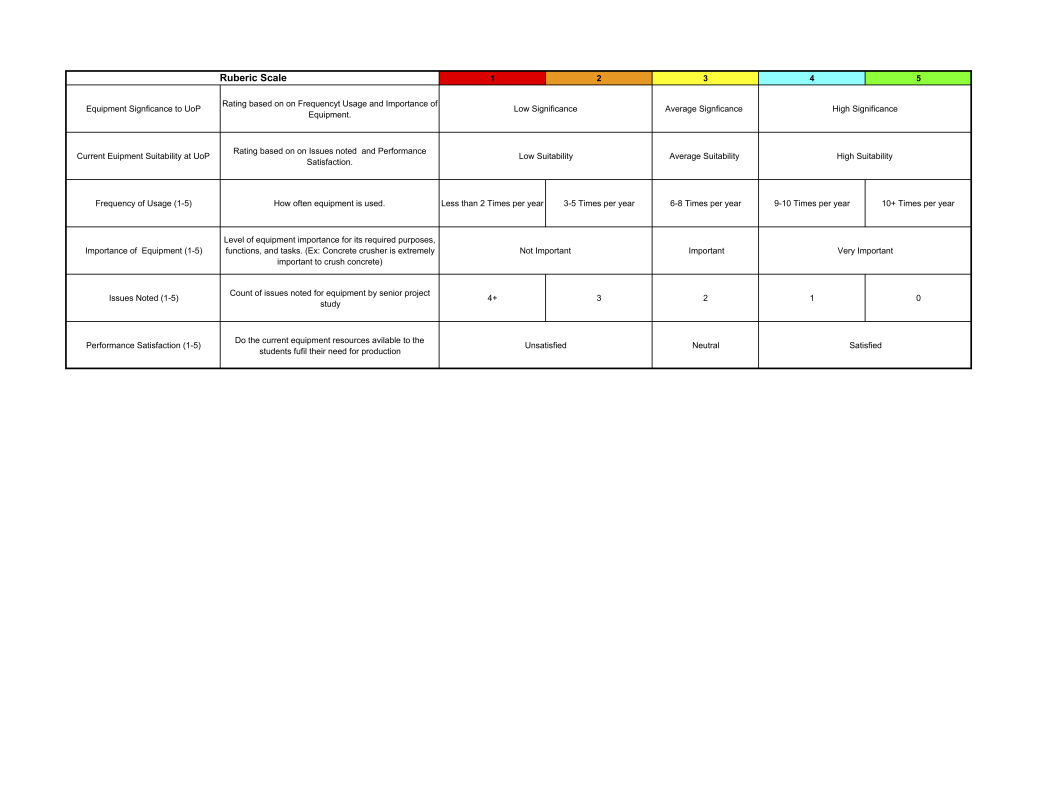 Ruberic Scale 1 2 3 4 5
Equipment Signficance to UoP
Rating based on on Frequencyt Usage and Importance of
Equipment.
Low Significance
Average Signficance
High Significance
Current Euipment Suitability at UoP
Rating based on on Issues noted and Performance
Satisfaction.
Low Suitability
Average Suitability
High Suitability
Frequency of Usage (1-5)
How often equipment is used.
Less than 2 Times per year
3-5 Times per year
6-8 Times per year
9-10 Times per year
10+ Times per year
Importance of Equipment (1-5)
Level of equipment importance for its required purposes,
functions, and tasks. (Ex: Concrete crusher is extremely
important to crush concrete)
Not Important
Important
Very Important
Issues Noted (1-5)
Count of issues noted for equipment by senior project
study
4+
3
2
1
0
Performance Satisfaction (1-5)
Do the current equipment resources avilable to the
students fufil their need for production
Unsatisfied
Neutral
Satisfied